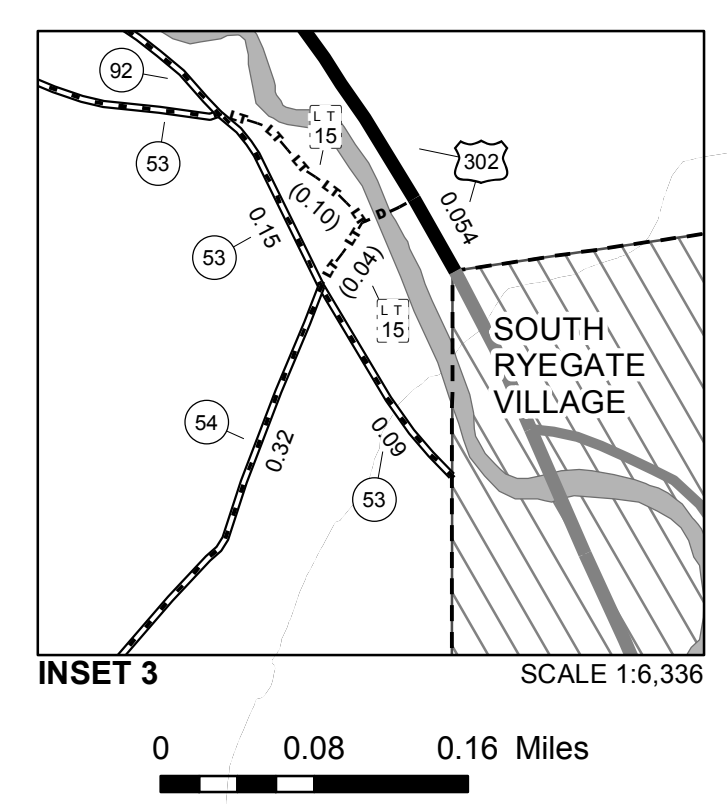 92
53
L T
15
302
(0.10)
0.054
0.15
53
D
(0.04)
L T
15
SOUTH
RYEGATE
VILLAGE
54
0.32
0.09
53
LT
LT
LT
LT
LT
LT
LT
INSET 3
SCALE 1:6,336
0 0.08 0.16 Miles